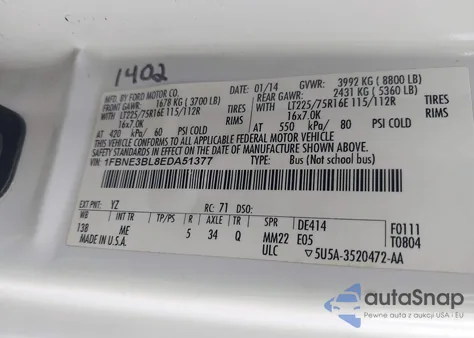 1402
MFD. BY FORD MOTOR CO.
01/14 GVWR: 3992 KG (8800 LB)
FRONT GAWR: 1678 KG (3700 LB)
REAR GAWR: 2431 KG (5360 LB)
WITH LT225/75R16E 115/112R TIRES WITH LT225/75R16E 115/112R TIRES
16x7.0K RIMS 16x7.0K RIMS
AT 420 kPa/ 60 PSI COLD AT 550 kPa/ 80 PSI COLD
THIS VEHICLE CONFORMS TO ALL APPLICABLE FEDERAL MOTOR VEHICLE SAFETY STANDARDS IN EFFECT ON THE DATE OF MANUFACTURE SHOWN ABOVE.
VIN: 1FBNE3BL8EDA51377 TYPE: Bus (Not school bus)
EXT PNT: YZ RC: 71 DSO:
WB INT TR TP/PS R AXLE TR SPR DE414 F0111
138 ME 5 34 Q MM22 E05 T0804
MADE IN U.S.A. ULC ▽5U5A-3520472-AA
autoSnap
Pewne auta z USA i EU